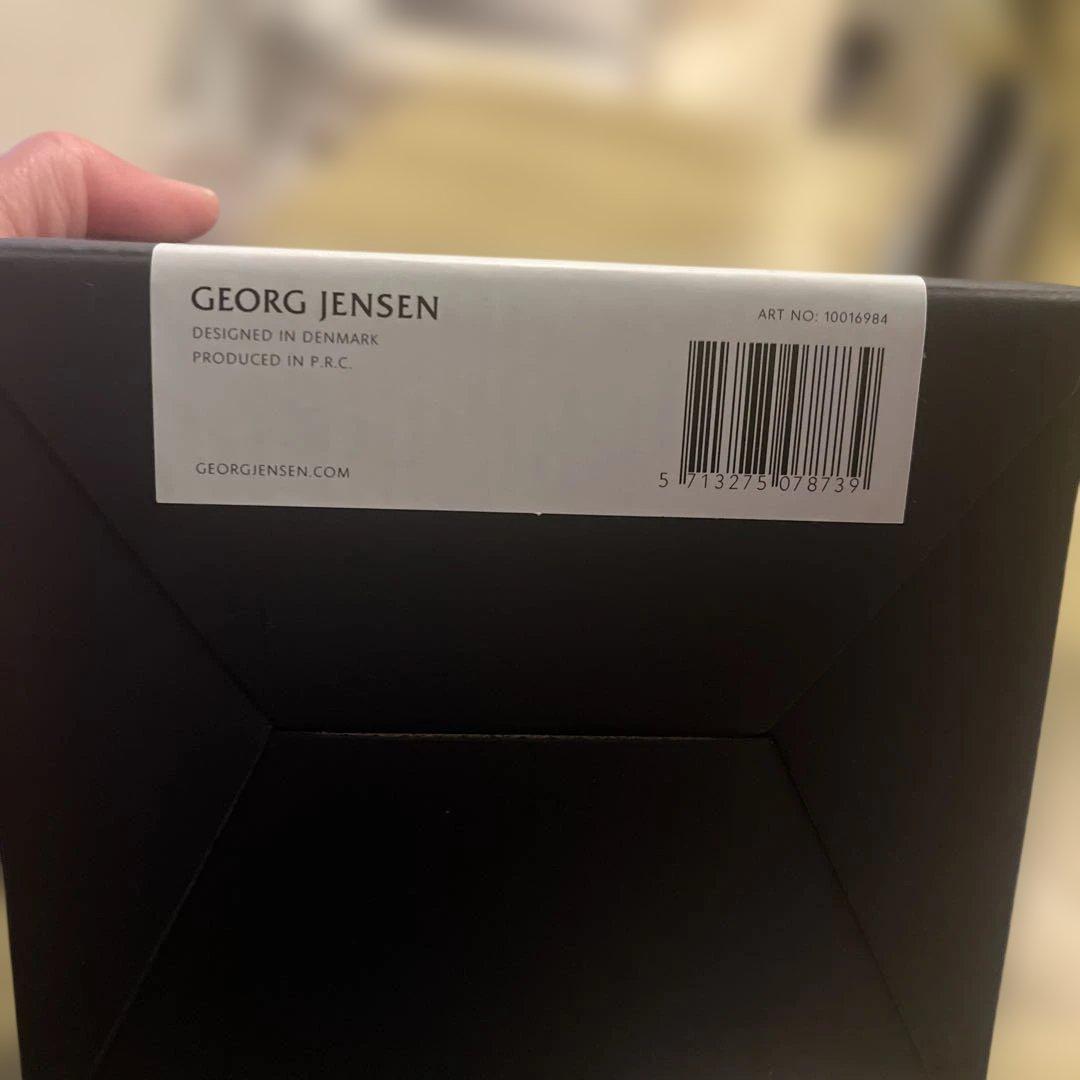 GEORG JENSEN
DESIGNED IN DENMARK
PRODUCED IN P.R.C.
GEORGJENSEN.COM
ART NO: 10016984
5 713275 078739